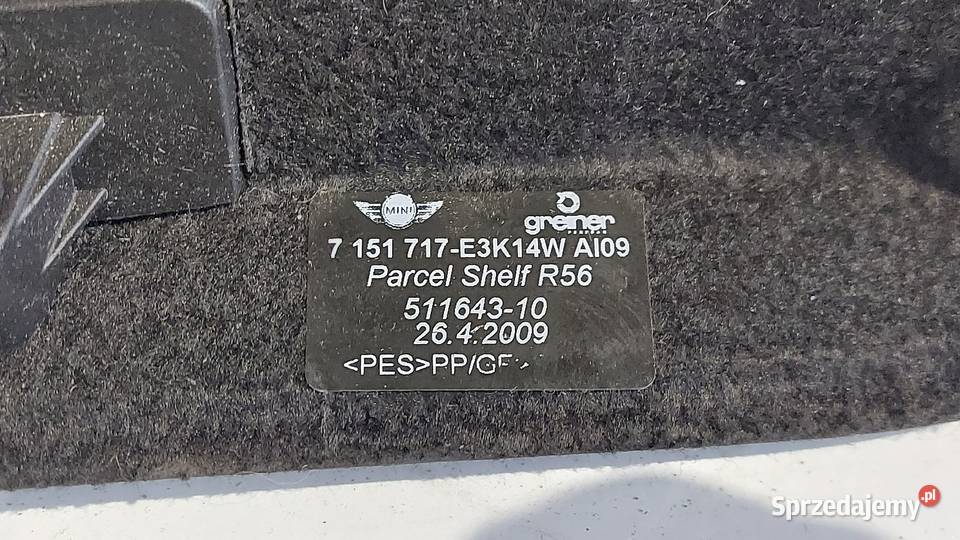 MINI
greiner
7 151 717-E3K14W AI09
Parcel Shelf R56
511643-10
26.4.2009
<PES>PP/GF
Sprzedajemy.pl